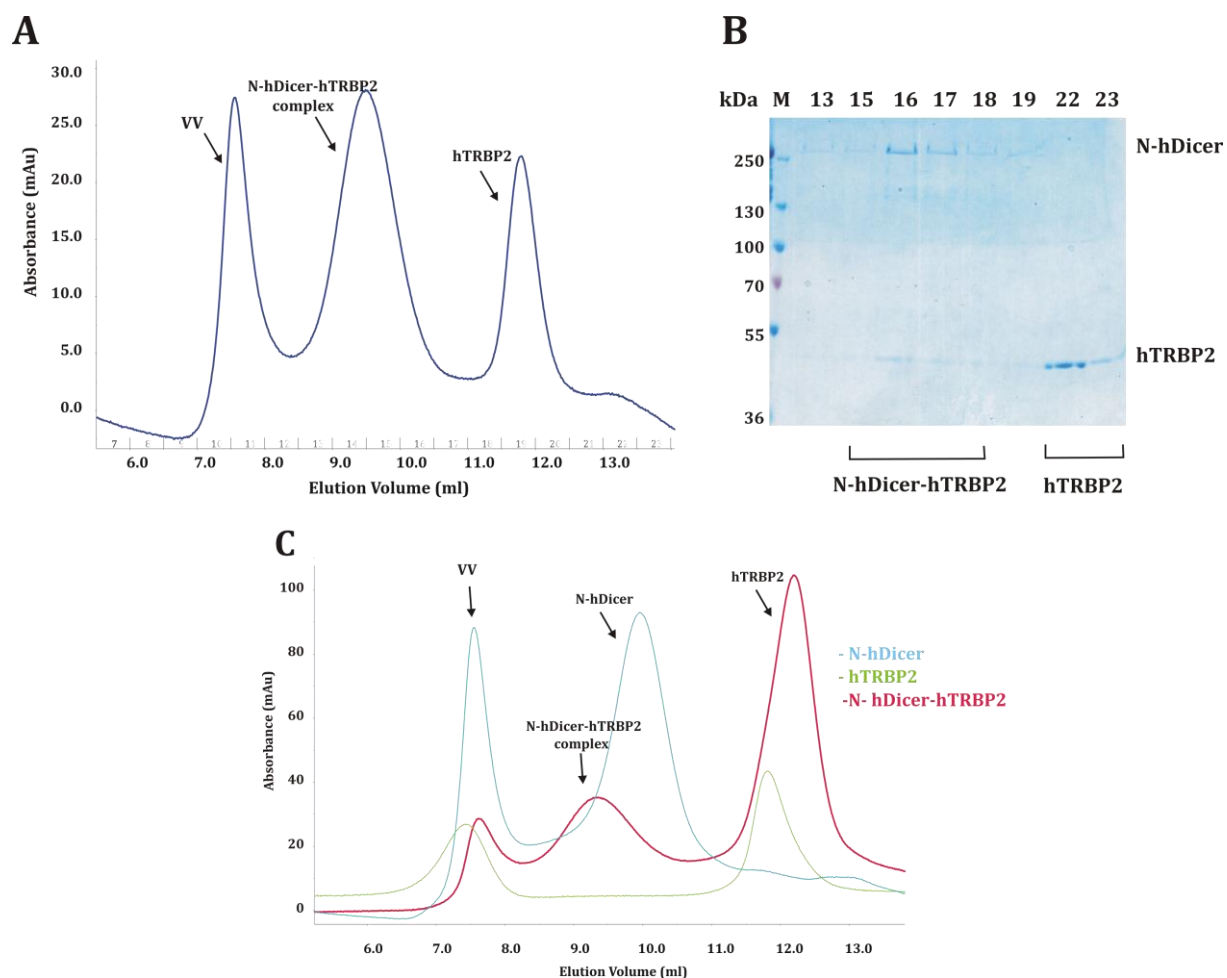 A
30.0
25.0
20.0
15.0
10.0
5.0
0.0
Absorbance (mAu)
VV
N-hDicer-hTRBP2
complex
hTRBP2
7 8 9 10 11 12 13 14 15 16 17 18 19 20 21 22 23
6.0 7.0 8.0 9.0 10.0 11.0 12.0 13.0
Elution Volume (ml)
B
kDa M 13 15 16 17 18 19 22 23
250
130
100
70
55
36
N-hDicer
hTRBP2
N-hDicer-hTRBP2 hTRBP2
C
100
80
60
40
20
0
Absorbance (mAu)
VV
N-hDicer
N-hDicer-hTRBP2
complex
hTRBP2
- N-hDicer
- hTRBP2
-N- hDicer-hTRBP2
6.0 7.0 8.0 9.0 10.0 11.0 12.0 13.0
Elution Volume (ml)